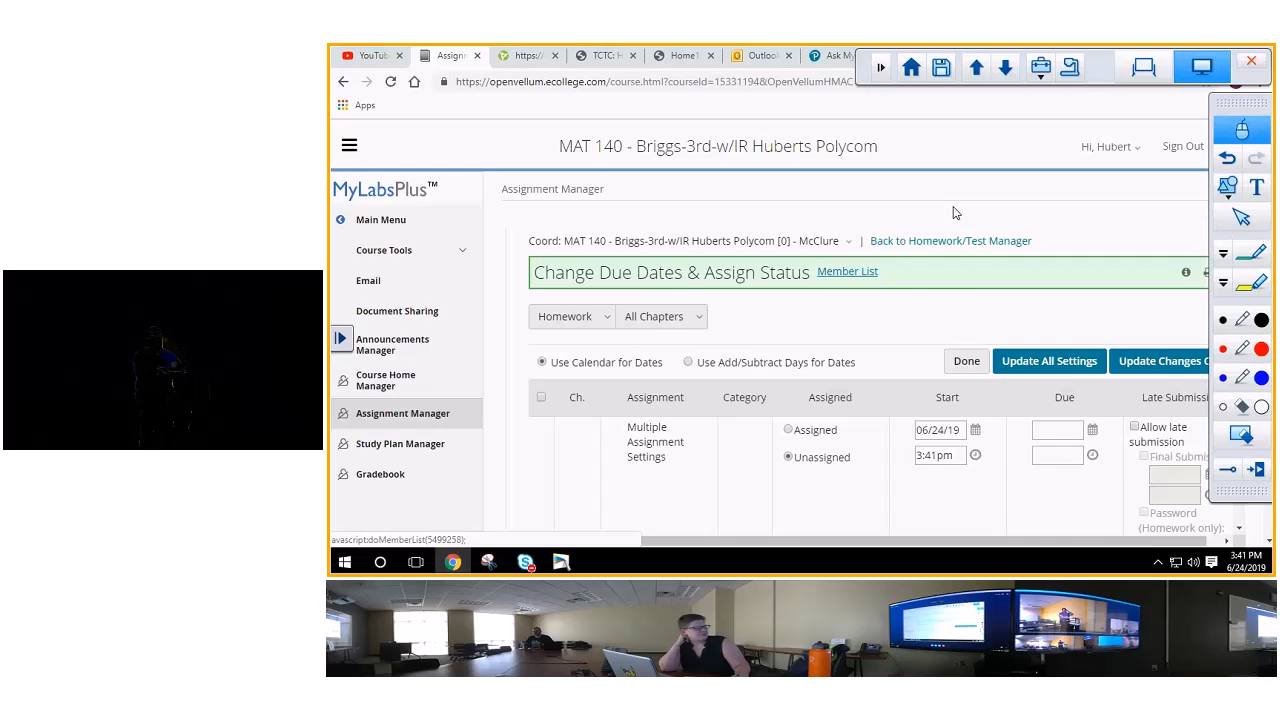 YouTub
Assignm
https://
TCTC: H
Home1
Outloo
Ask My
https://openvellum.ecollege.com/course.html?courseId=15331194&OpenVellumHMAC
Apps
MAT 140 - Briggs-3rd-w/IR Huberts Polycom
Hi, Hubert
Sign Out
MyLabsPlus™
Main Menu
Course Tools
Email
Document Sharing
Announcements
Manager
Course Home
Manager
Assignment Manager
Study Plan Manager
Gradebook
Assignment Manager
Coord: MAT 140 - Briggs-3rd-w/IR Huberts Polycom [0] - McClure | Back to Homework/Test Manager
Change Due Dates & Assign Status Member List
Homework
All Chapters
Use Calendar for Dates
Use Add/Subtract Days for Dates
Done
Update All Settings
Update Changes
Ch.
Assignment
Category
Assigned
Start
Due
Late Submissi
Multiple
Assignment
Settings
Assigned
Unassigned
06/24/19
3:41pm
Allow late
submission
Final Submi
Password
(Homework only):
avascript:doMemberList(5499258);
T
3:41 PM
6/24/2019